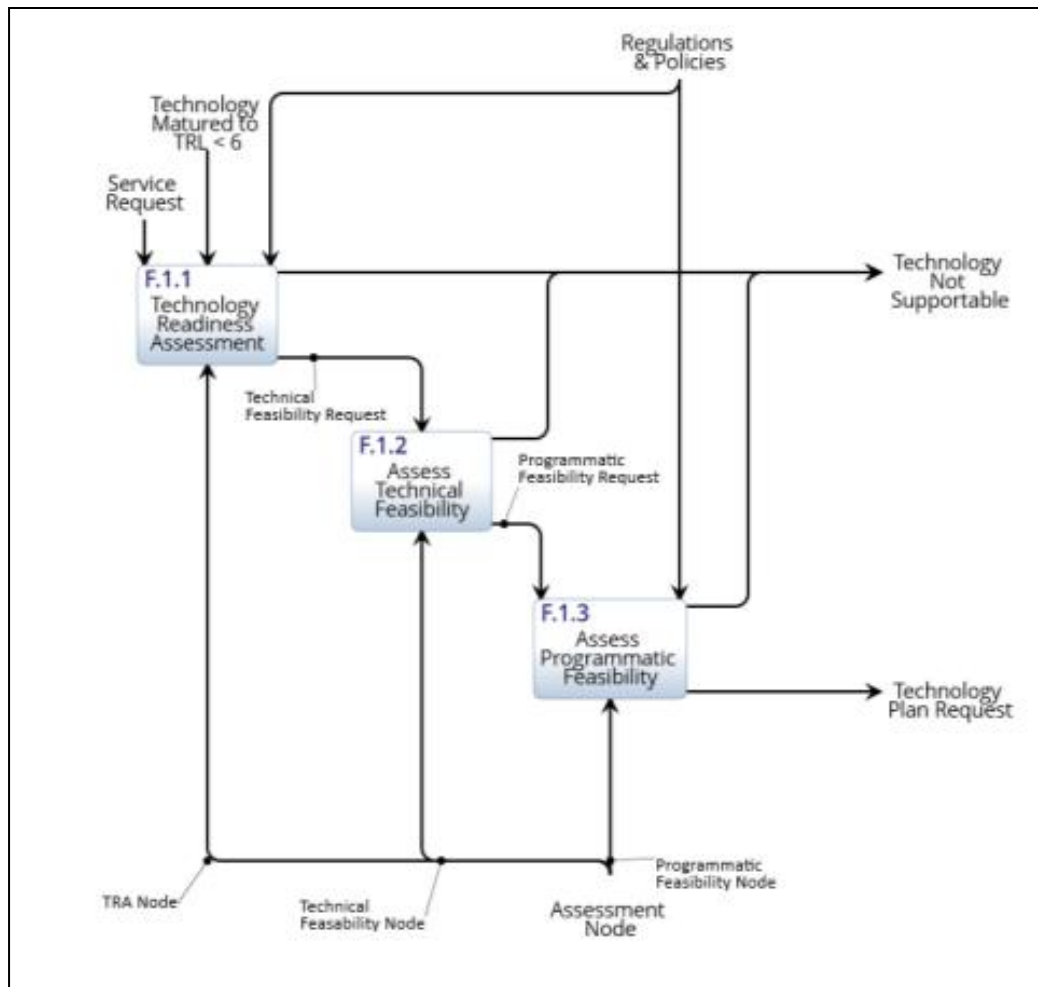 Regulations
& Policies
Technology
Matured to
TRL < 6
Service
Request
F.1.1
Technology
Readiness
Assessment
Technology
Not
Supportable
Technical
Feasibility Request
F.1.2
Assess
Technical
Feasibility
Programmatic
Feasibility Request
F.1.3
Assess
Programmatic
Feasibility
Technology
Plan Request
TRA Node
Technical
Feasability Node
Programmatic
Feasibility Node
Assessment
Node